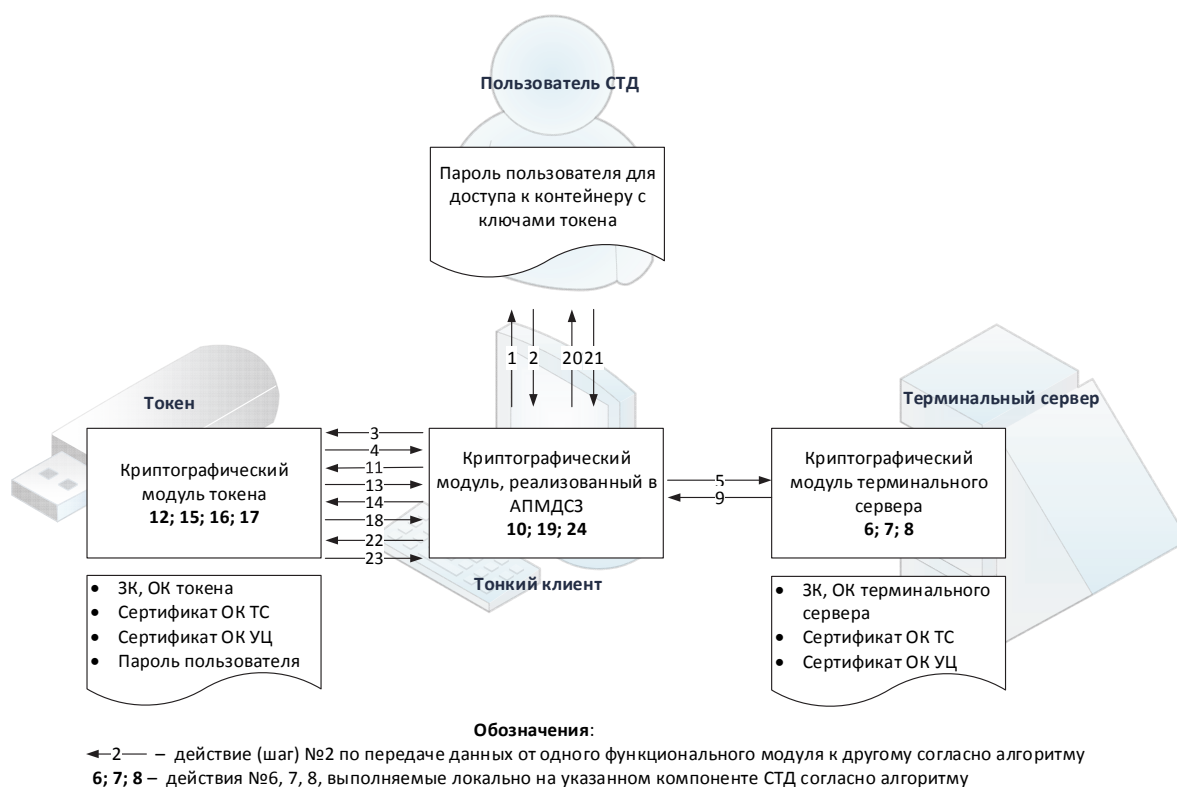 Пользователь СТД
Пароль пользователя для
доступа к контейнеру с
ключами токена
1 2 20 21
Токен
Терминальный сервер
Криптографический
модуль токена
12; 15; 16; 17
3
4
11
13
14
18
22
23
Криптографический
модуль, реализованный в
АПМДСЗ
10; 19; 24
5
9
Криптографический
модуль терминального
сервера
6; 7; 8
Тонкий клиент
• ЗК, ОК токена
• Сертификат ОК ТС
• Сертификат ОК УЦ
• Пароль пользователя
• ЗК, ОК терминального
сервера
• Сертификат ОК ТС
• Сертификат ОК УЦ
Обозначения:
2 – действие (шаг) №2 по передаче данных от одного функционального модуля к другому согласно алгоритму
6; 7; 8 – действия №6, 7, 8, выполняемые локально на указанном компоненте СТД согласно алгоритму